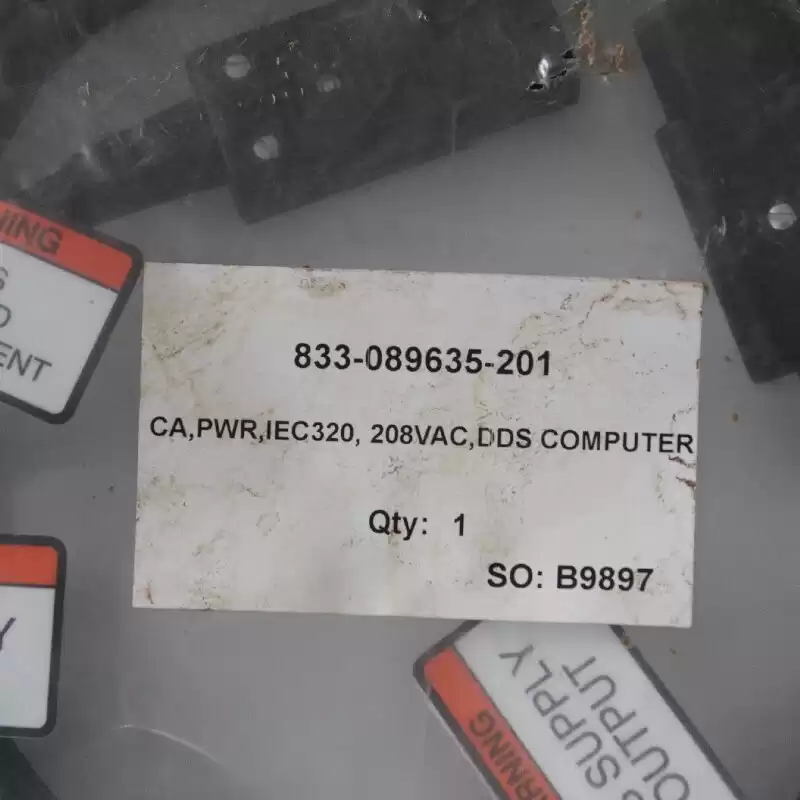 833-089635-201
CA,PWR,IEC320, 208VAC,DDS COMPUTER
Qty: 1
SO: B9897
SUPPLY
OUTPUT